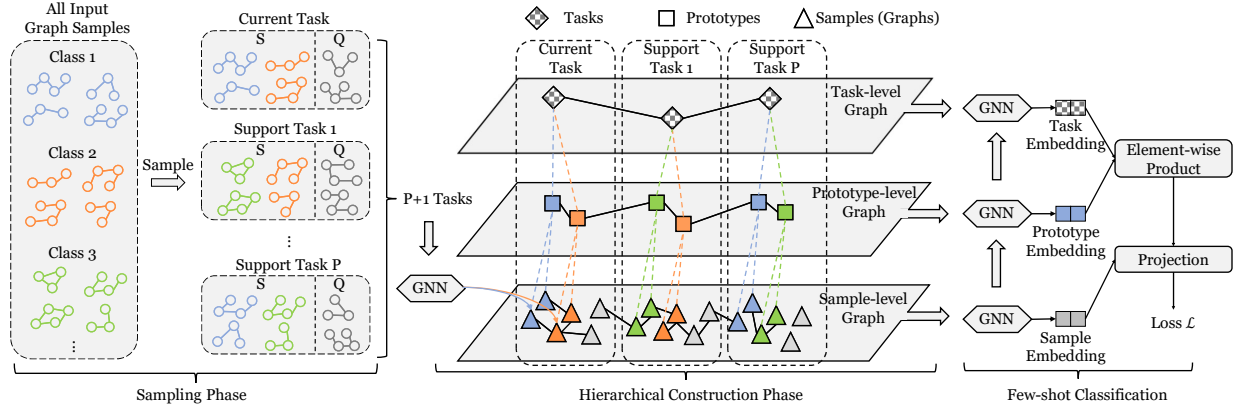 All Input
Graph Samples
Class 1
Class 2
Class 3
...
Sample
Current Task
S
Q
Support Task 1
S
Q
...
Support Task P
S
Q
P+1 Tasks
GNN
Tasks
Prototypes
Samples (Graphs)
Current
Task
Support
Task 1
Support
Task P
Task-level
Graph
Prototype-level
Graph
Sample-level
Graph
GNN
Task
Embedding
GNN
Prototype
Embedding
GNN
Sample
Embedding
Element-wise
Product
Projection
Loss ℒ
Sampling Phase
Hierarchical Construction Phase
Few-shot Classification